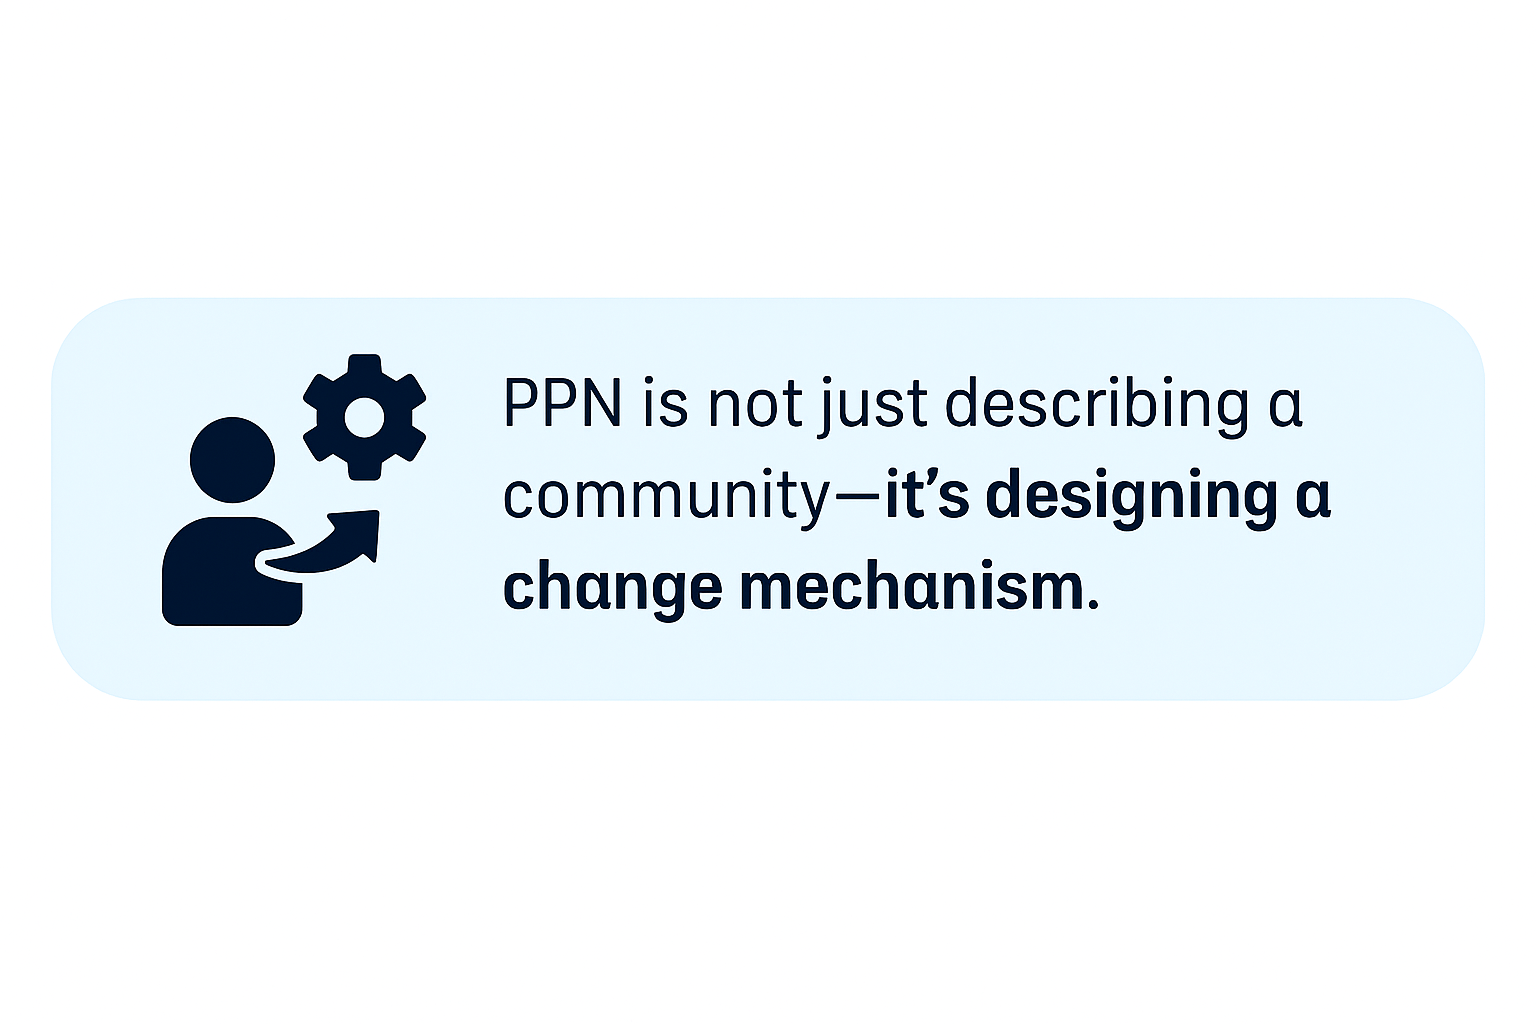 PPN is not just describing a
community—it’s designing a
change mechanism.